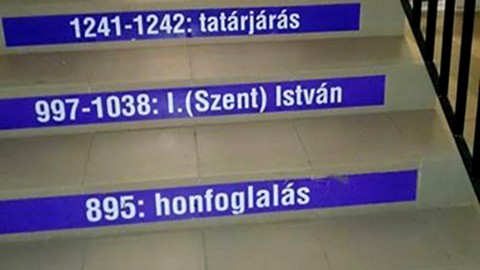 1241-1242: tatárjárás
997-1038: I.(Szent) István
895: honfoglalás